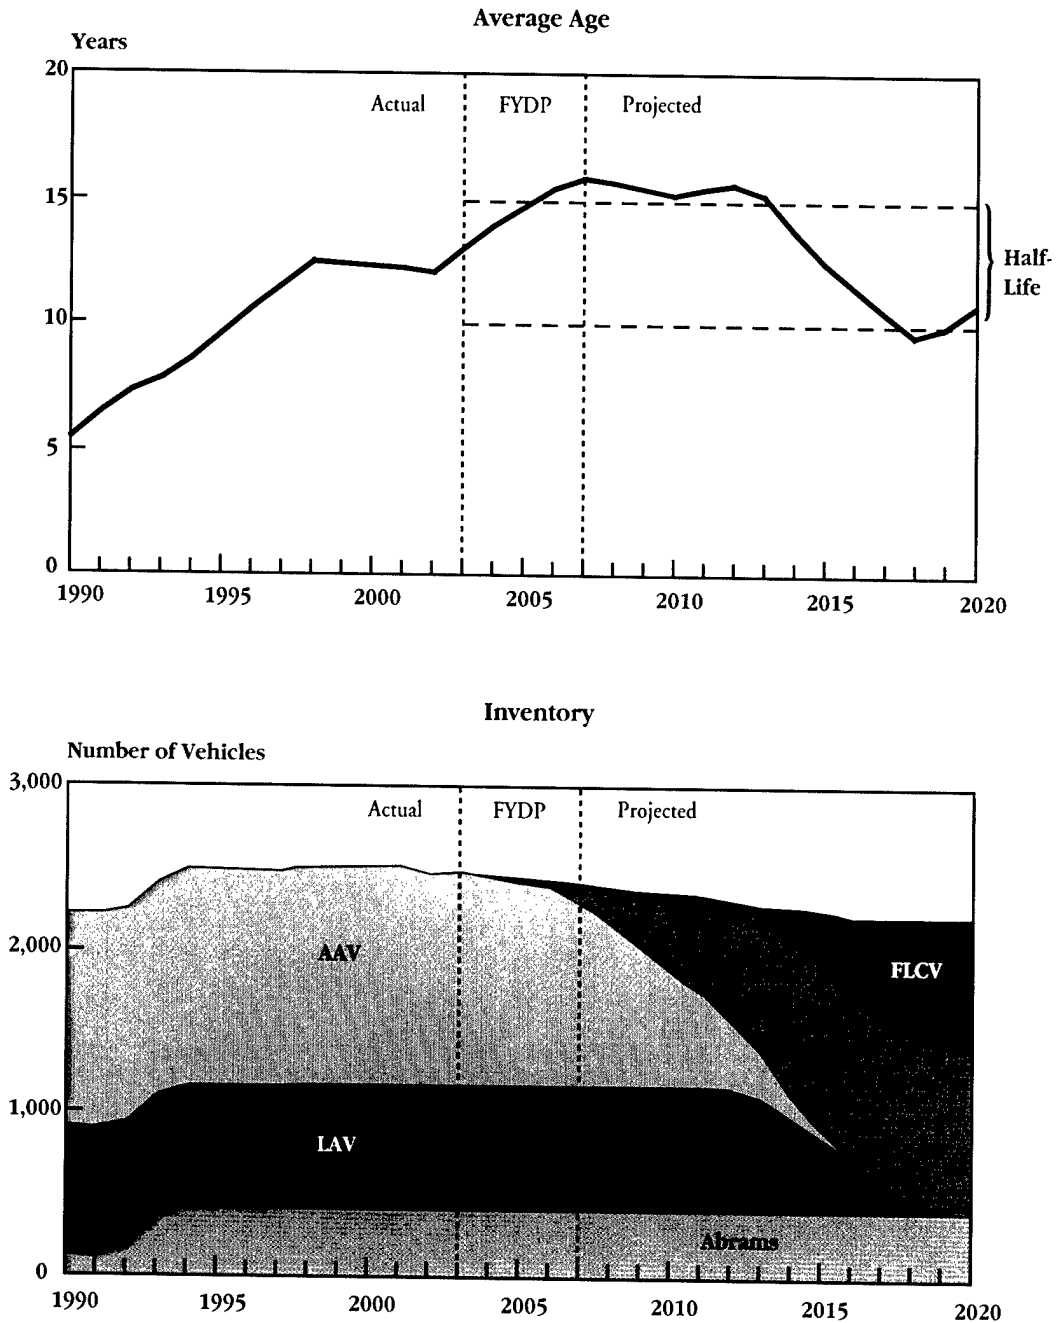 Average Age
Years
20
Actual
FYDP
Projected
15
Half-
Life
10
5
0
1990
1995
2000
2005
2010
2015
2020
Inventory
Number of Vehicles
3,000
Actual
FYDP
Projected
2,000
AAV
FLCV
1,000
LAV
Abrams
0
1990
1995
2000
2005
2010
2015
2020